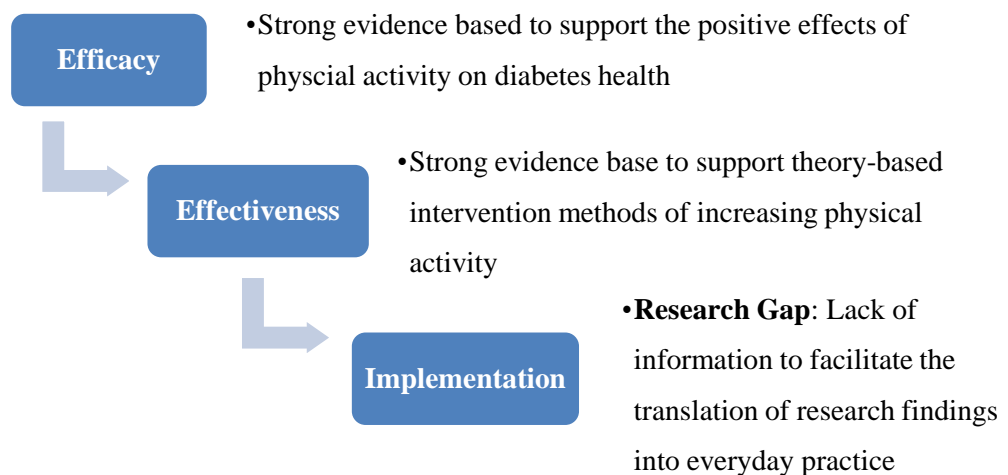 Efficacy
•Strong evidence based to support the positive effects of
physcial activity on diabetes health
Effectiveness
•Strong evidence base to support theory-based
intervention methods of increasing physical
activity
Implementation
•Research Gap: Lack of
information to facilitate the
translation of research findings
into everyday practice